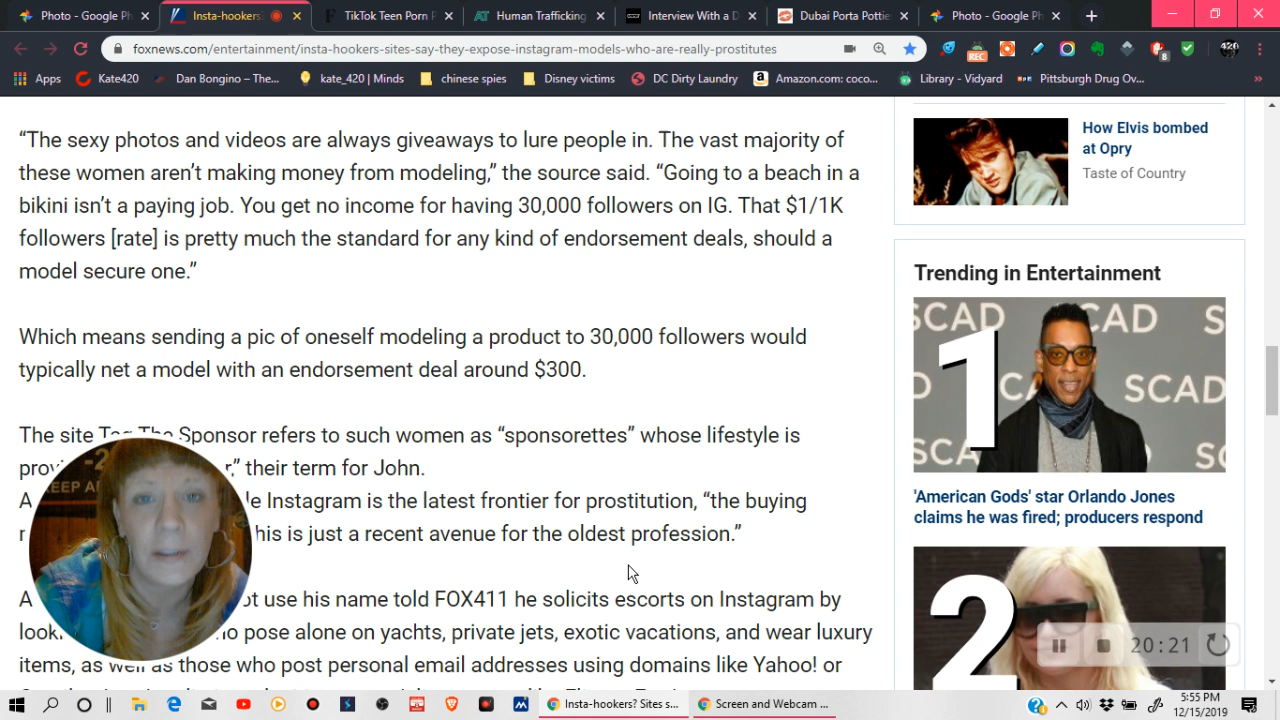 Photo - Google Ph
Insta-hookers
TikTok Teen Porn P
Human Trafficking
Interview With a D
Dubai Porta Pottie
Photo - Google Ph
foxnews.com/entertainment/insta-hookers-sites-say-they-expose-instagram-models-who-are-really-prostitutes
REC
8
420
Apps
Kate420
Dan Bongino – The...
kate_420 | Minds
chinese spies
Disney victims
DC Dirty Laundry
Amazon.com: coco...
Library - Vidyard
Pittsburgh Drug Ov...
“The sexy photos and videos are always giveaways to lure people in. The vast majority of
these women aren’t making money from modeling,” the source said. “Going to a beach in a
bikini isn’t a paying job. You get no income for having 30,000 followers on IG. That $1/1K
followers [rate] is pretty much the standard for any kind of endorsement deals, should a
model secure one.”
Which means sending a pic of oneself modeling a product to 30,000 followers would
typically net a model with an endorsement deal around $300.
The site Tag The Sponsor refers to such women as “sponsorettes” whose lifestyle is
their term for John.
Instagram is the latest frontier for prostitution, “the buying
is just a recent avenue for the oldest profession.”
use his name told FOX411 he solicits escorts on Instagram by
pose alone on yachts, private jets, exotic vacations, and wear luxury
items, as well as those who post personal email addresses using domains like Yahoo! or
How Elvis bombed
at Opry
Taste of Country
Trending in Entertainment
SCAD
CAD
S
1
SCAD
'American Gods' star Orlando Jones
claims he was fired; producers respond
2
20:21
Insta-hookers? Sites s...
Screen and Webcam ...
5:55 PM
12/15/2019